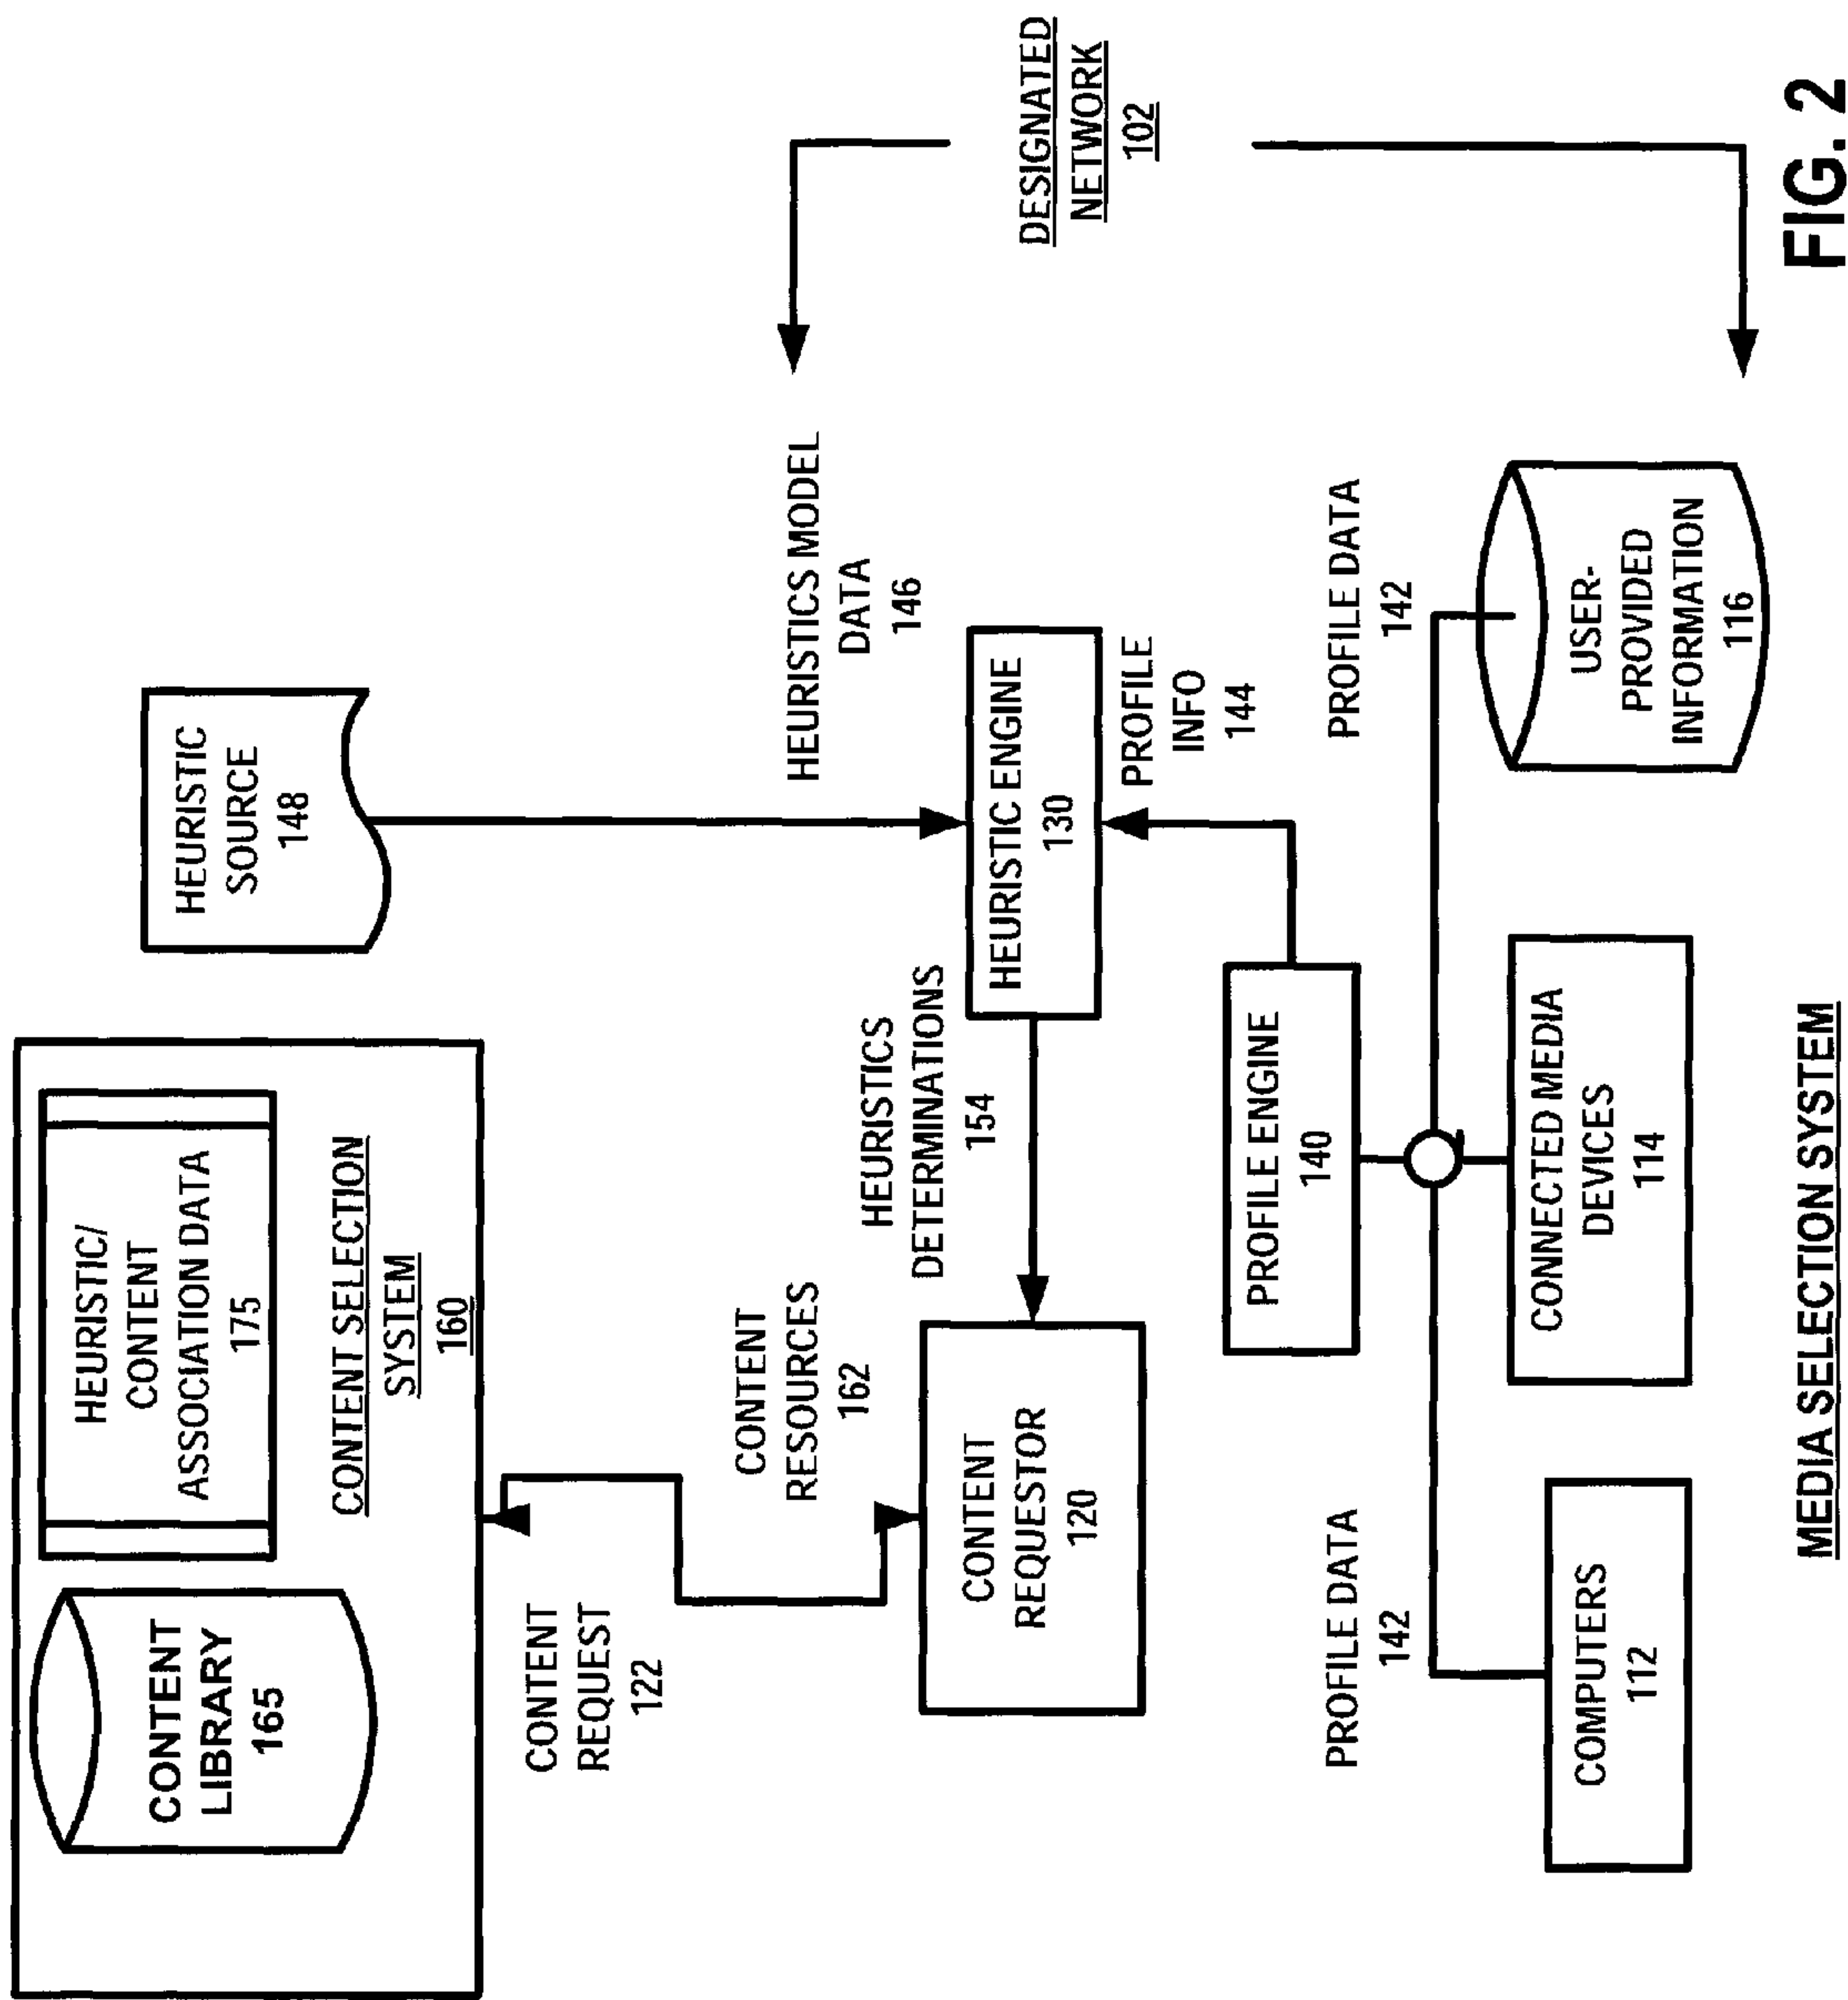 CONTENT
LIBRARY
165
HEURISTIC/
CONTENT
ASSOCIATION DATA
175
CONTENT SELECTION
SYSTEM
160
HEURISTIC
SOURCE
148
CONTENT
REQUEST
122
CONTENT
RESOURCES
162
HEURISTICS
DETERMINATIONS
154
HEURISTICS MODEL
DATA
146
CONTENT
REQUESTOR
120
HEURISTIC ENGINE
130
PROFILE
INFO
144
DESIGNATED
NETWORK
102
PROFILE ENGINE
140
PROFILE DATA
142
PROFILE DATA
142
COMPUTERS
112
CONNECTED MEDIA
DEVICES
114
USER-
PROVIDED
INFORMATION
116
MEDIA SELECTION SYSTEM
FIG. 2